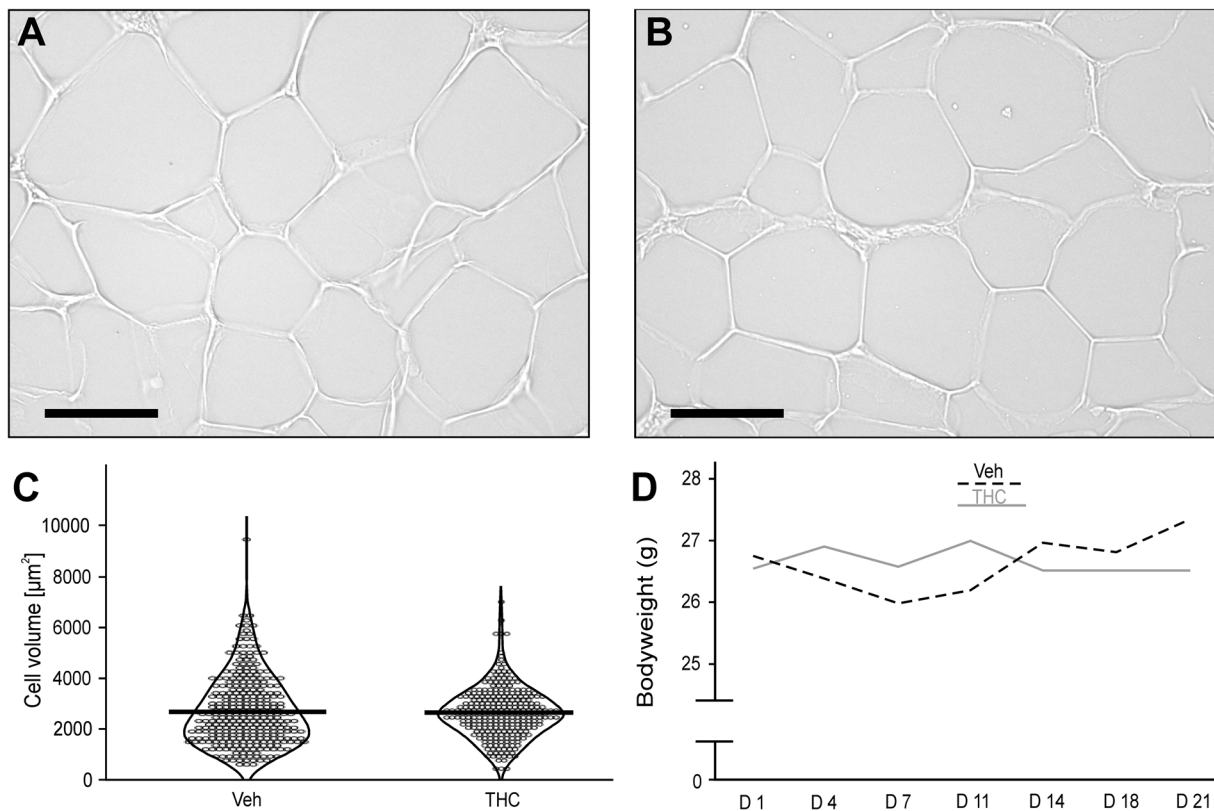 A
B
C
Cell volume [µm²]
10000
8000
6000
4000
2000
0
Veh
THC
D
Bodyweight (g)
28
27
26
25
0
Veh
THC
D 1
D 4
D 7
D 11
D 14
D 18
D 21